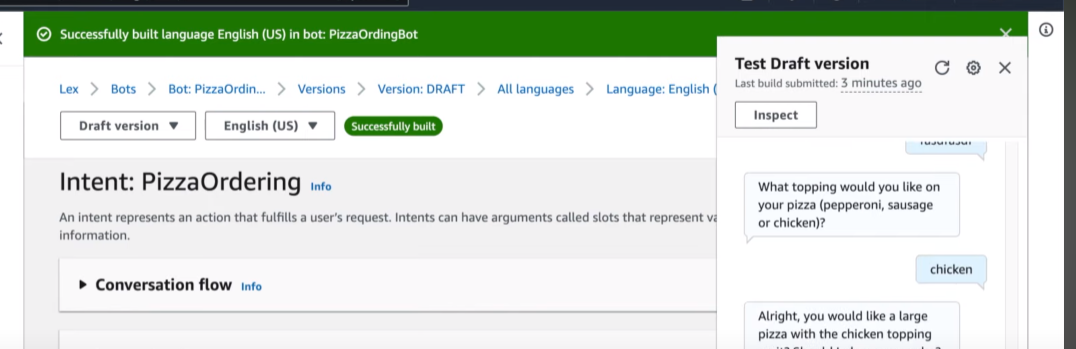 Successfully built language English (US) in bot: PizzaOrdingBot
Lex > Bots > Bot: PizzaOrdin... > Versions > Version: DRAFT > All languages > Language: English (
Draft version ▼ English (US) ▼ Successfully built
Intent: PizzaOrdering Info
An intent represents an action that fulfills a user's request. Intents can have arguments called slots that represent va
information.
Conversation flow Info
Test Draft version
Last build submitted: 3 minutes ago
Inspect
What topping would you like on
your pizza (pepperoni, sausage
or chicken)?
chicken
Alright, you would like a large
pizza with the chicken topping